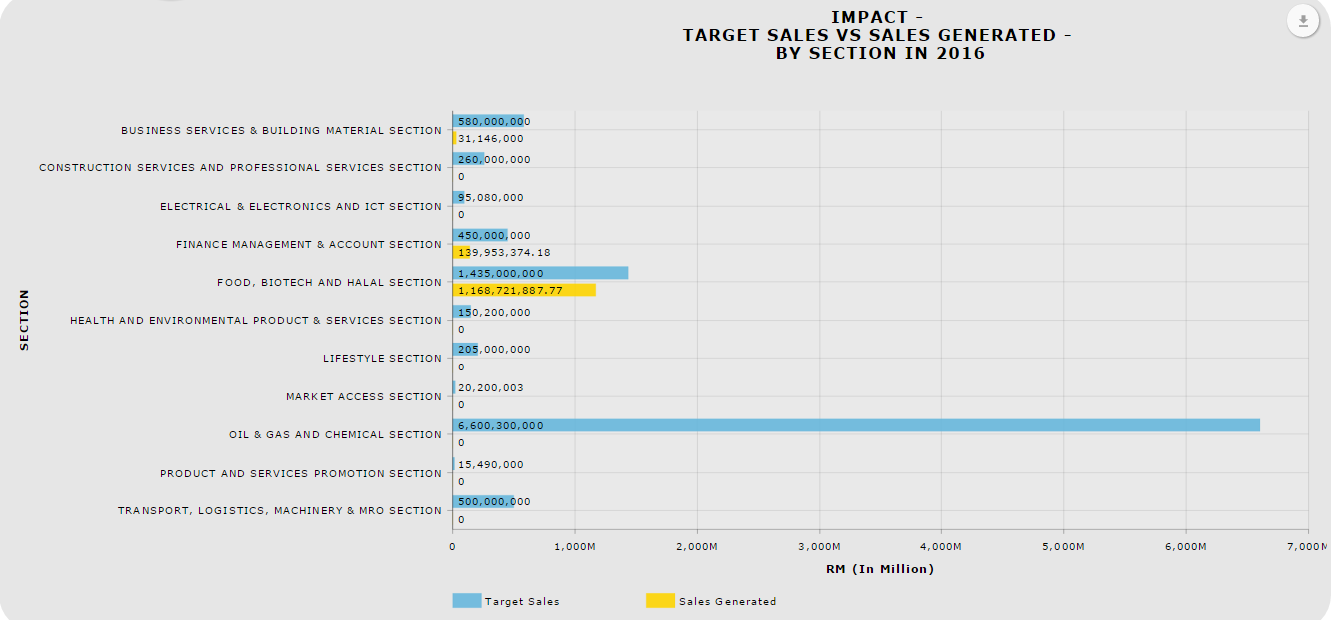 IMPACT -
TARGET SALES VS SALES GENERATED -
BY SECTION IN 2016
SECTION
BUSINESS SERVICES & BUILDING MATERIAL SECTION
580,000,000
31,146,000
CONSTRUCTION SERVICES AND PROFESSIONAL SERVICES SECTION
260,000,000
0
ELECTRICAL & ELECTRONICS AND ICT SECTION
95,080,000
0
FINANCE MANAGEMENT & ACCOUNT SECTION
450,000,000
139,953,374.18
FOOD, BIOTECH AND HALAL SECTION
1,435,000,000
1,168,721,887.77
HEALTH AND ENVIRONMENTAL PRODUCT & SERVICES SECTION
150,200,000
0
LIFESTYLE SECTION
205,000,000
0
MARKET ACCESS SECTION
20,200,003
0
OIL & GAS AND CHEMICAL SECTION
6,600,300,000
0
PRODUCT AND SERVICES PROMOTION SECTION
15,490,000
0
TRANSPORT, LOGISTICS, MACHINERY & MRO SECTION
500,000,000
0
0 1,000M 2,000M 3,000M 4,000M 5,000M 6,000M 7,000M
RM (In Million)
Target Sales Sales Generated